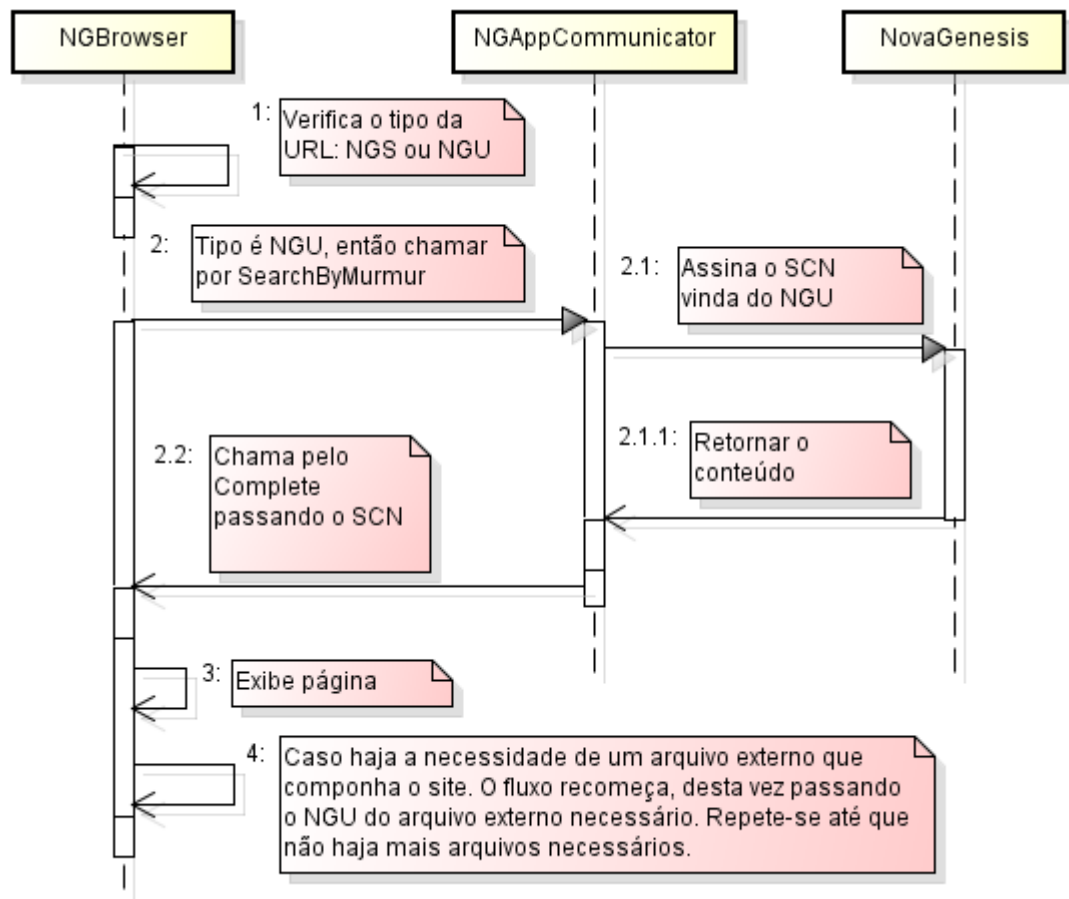 NGBrowser
NGAppCommunicator
NovaGenesis
1:
Verifica o tipo da
URL: NGS ou NGU
2:
Tipo é NGU, então chamar
por SearchByMurmur
2.1:
Assina o SCN
vinda do NGU
2.1.1:
Retornar o
conteúdo
2.2:
Chama pelo
Complete
passando o SCN
3:
Exibe página
4:
Caso haja a necessidade de um arquivo externo que
componha o site. O fluxo recomeça, desta vez passando
o NGU do arquivo externo necessário. Repete-se até que
não haja mais arquivos necessários.